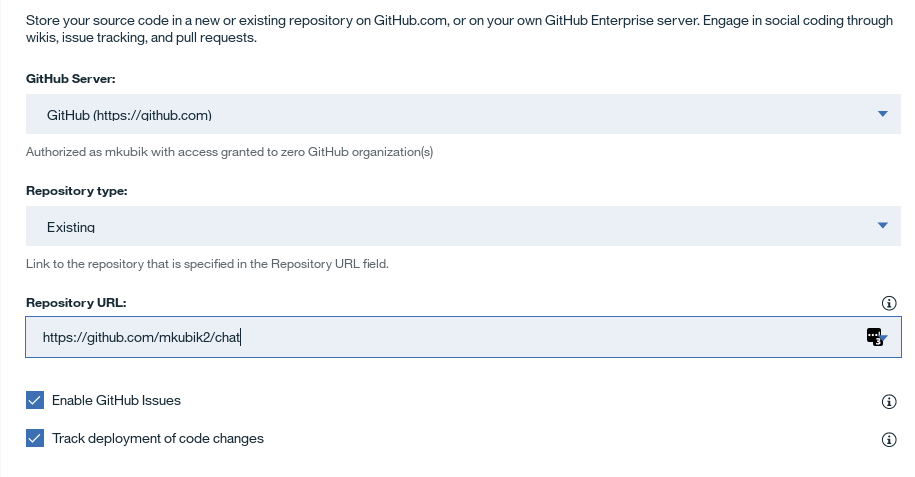 Store your source code in a new or existing repository on GitHub.com, or on your own GitHub Enterprise server. Engage in social coding through
wikis, issue tracking, and pull requests.
GitHub Server:
GitHub (https://github.com)
Authorized as mkubik with access granted to zero GitHub organization(s)
Repository type:
Existing
Link to the repository that is specified in the Repository URL field.
Repository URL:
https://github.com/mkubik2/chat
3
Enable GitHub Issues
Track deployment of code changes